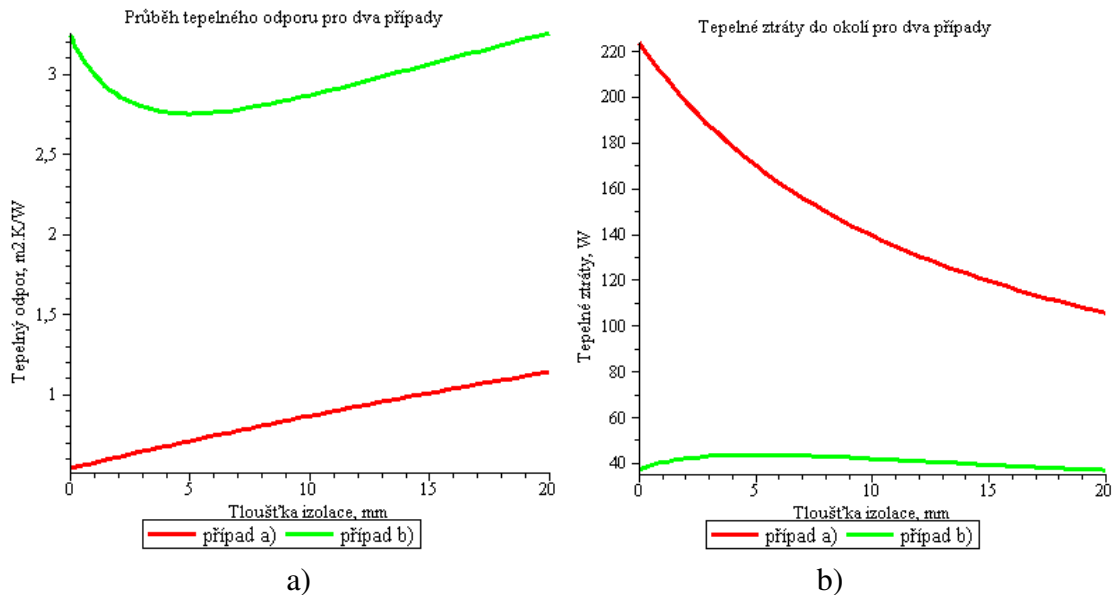 Průběh tepelného odporu pro dva případy
Tepelný odpor, m2.K/W
3
2,5
2
1,5
1
0
5
10
15
20
Tloušťka izolace, mm
případ a)
případ b)
a)
Tepelné ztráty do okolí pro dva případy
Tepelné ztráty, W
220
200
180
160
140
120
100
80
60
40
0
5
10
15
20
Tloušťka izolace, mm
případ a)
případ b)
b)